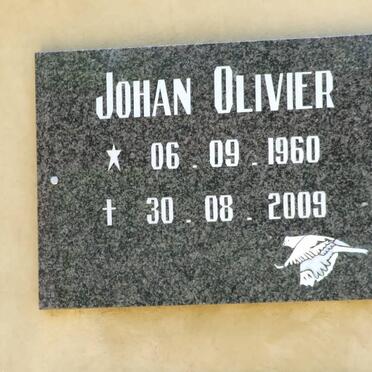 Johan Olivier
★ 06 . 09 . 1960
† 30 . 08 . 2009